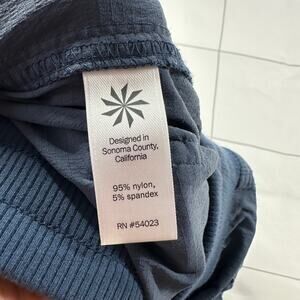 Designed in
Sonoma County,
California
95% nylon,
5% spandex
RN #54023